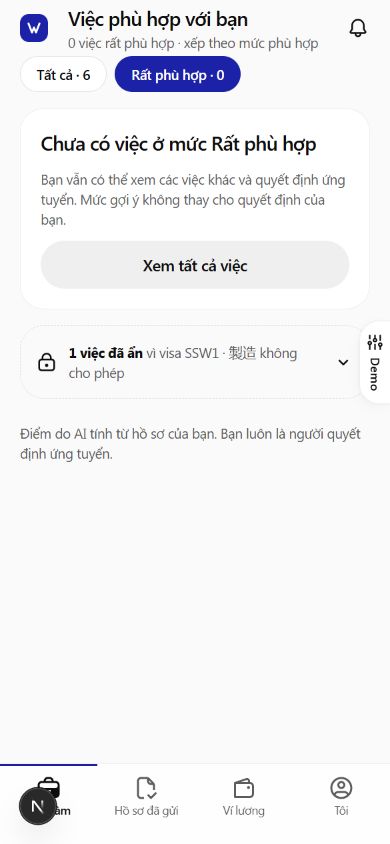 W
Việc phù hợp với bạn
0 việc rất phù hợp · xếp theo mức phù hợp
Tất cả · 6
Rất phù hợp · 0
Chưa có việc ở mức Rất phù hợp
Bạn vẫn có thể xem các việc khác và quyết định ứng
tuyển. Mức gợi ý không thay cho quyết định của
bạn.
Xem tất cả việc
1 việc đã ẩn vì visa SSW1 · 製造 không
cho phép
Demo
Điểm do AI tính từ hồ sơ của bạn. Bạn luôn là người quyết
định ứng tuyển.
N
Hồ sơ đã gửi
Ví lương
Tôi